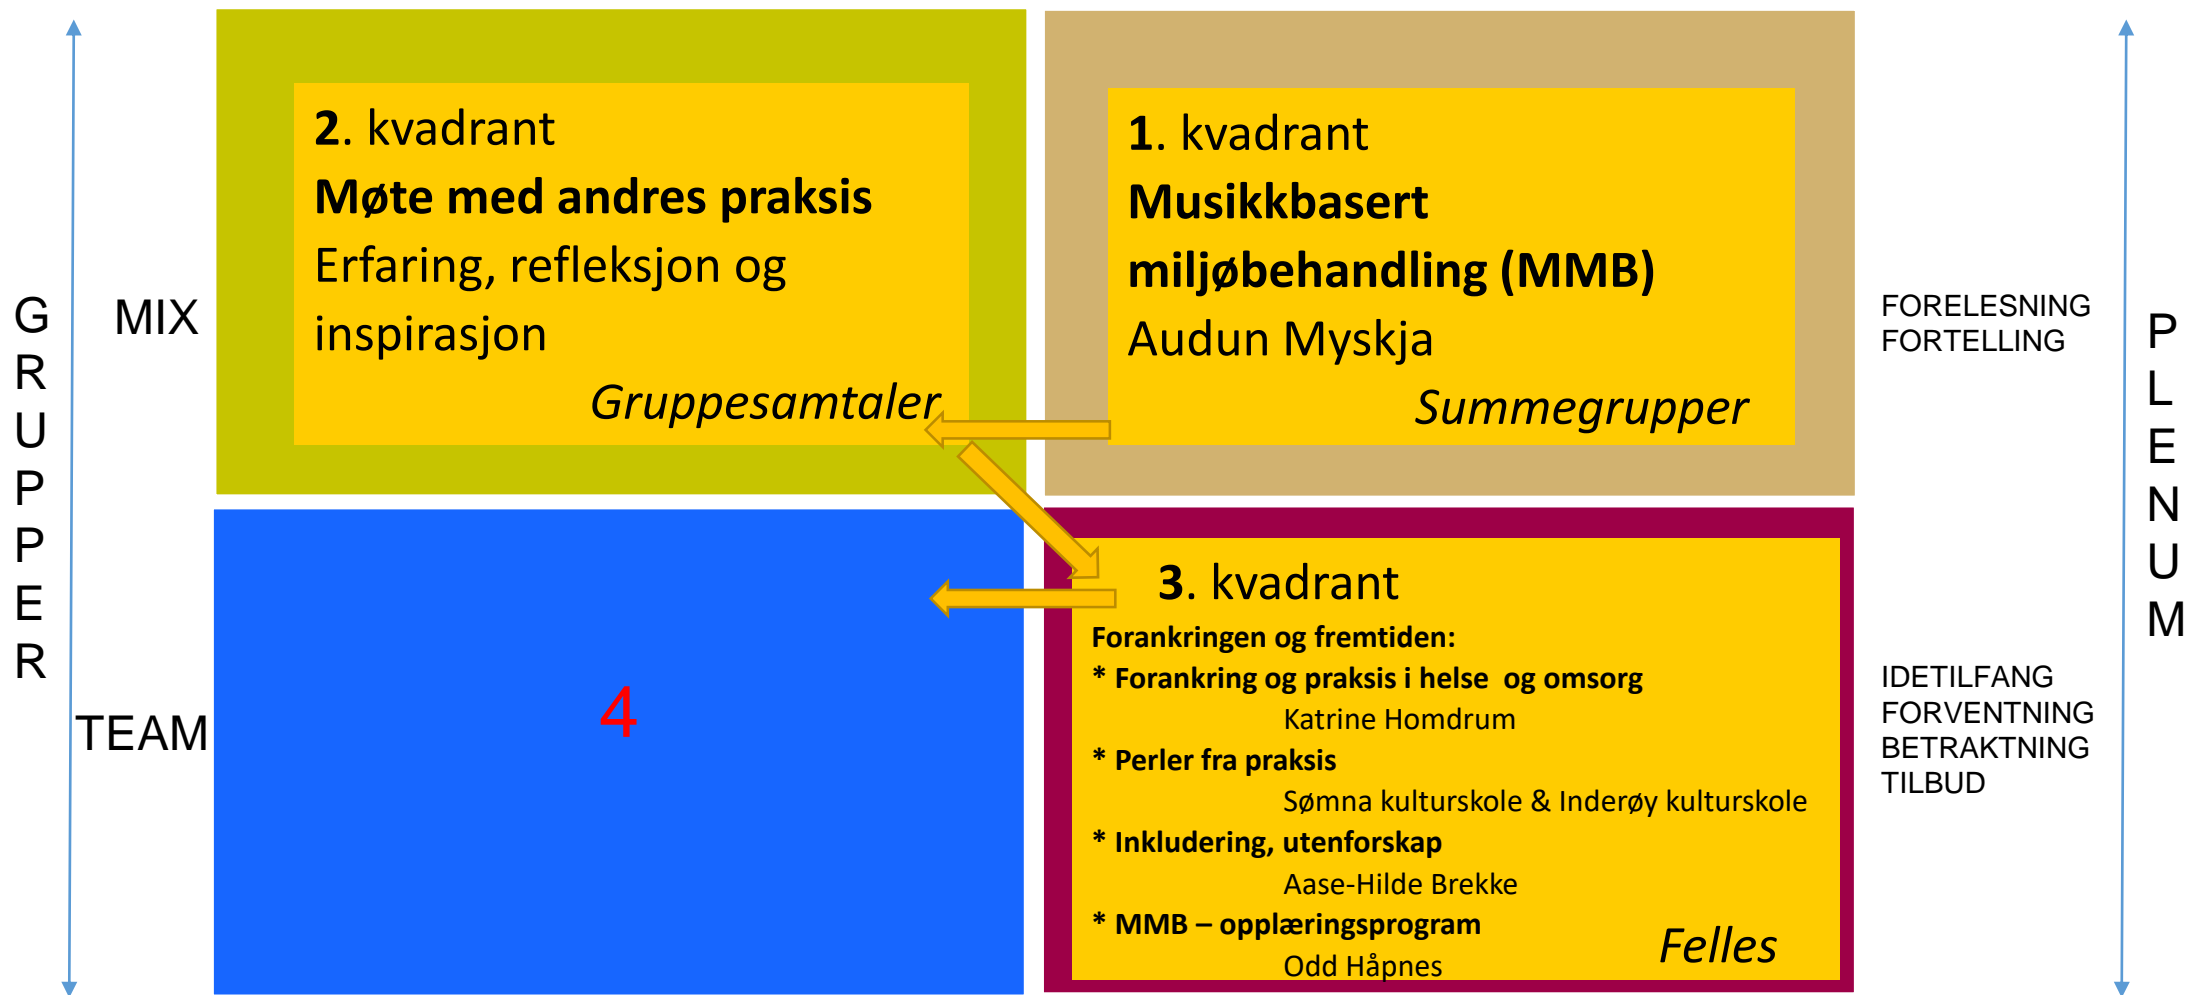 GRUPPER
MIX
TEAM
2. kvadrant
Møte med andres praksis
Erfaring, refleksjon og
inspirasjon
Gruppesamtaler
1. kvadrant
Musikkbasert
miljøbehandling (MMB)
Audun Myskja
Summegrupper
4
3. kvadrant
Forankringen og fremtiden:
* Forankring og praksis i helse og omsorg
Katrine Homdrum
* Perler fra praksis
Sømna kulturskole & Inderøy kulturskole
* Inkludering, utenforskap
Aase-Hilde Brekke
* MMB – opplæringsprogram
Odd Håpnes
Felles
FORELESNING
FORTELLING
IDETILFANG
FORVENTNING
BETRAKTNING
TILBUD
PLENUM